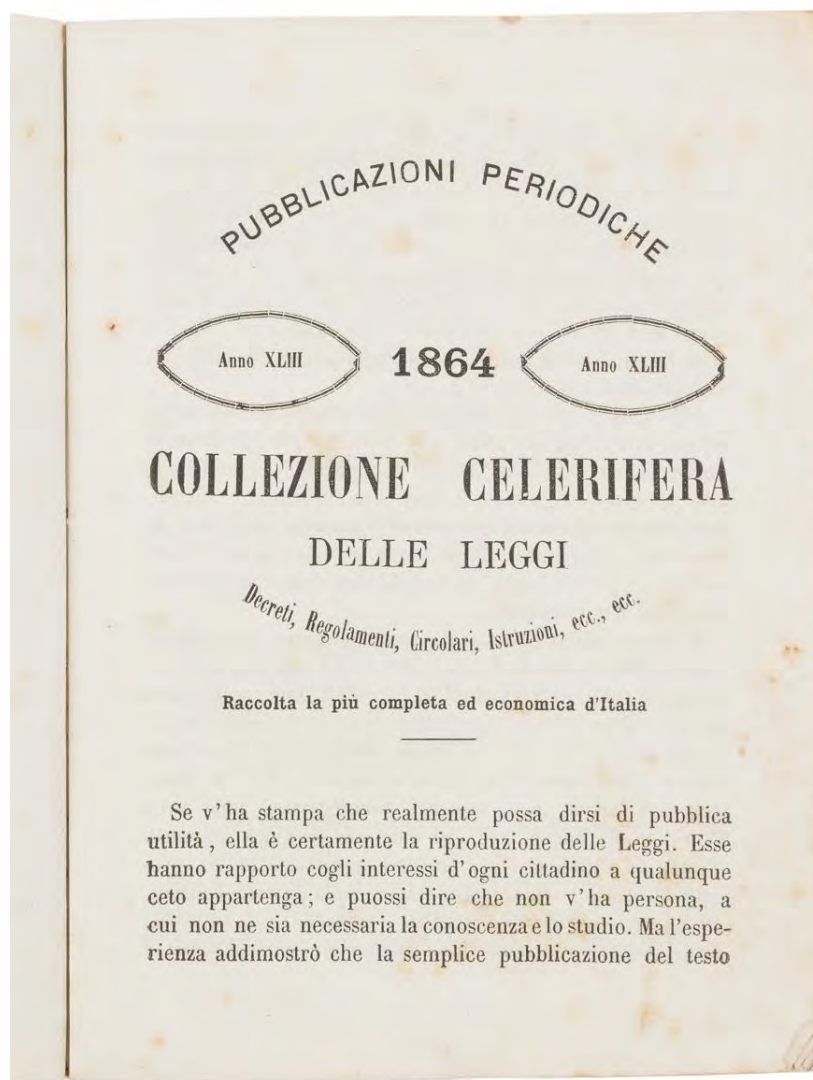 PUBBLICAZIONI PERIODICHE
Anno XLIII 1864 Anno XLIII
COLLEZIONE CELERIFERA
DELLE LEGGI
Decreti, Regolamenti, Circolari, Istruzioni, ecc., ecc.
Raccolta la più completa ed economica d'Italia
Se v'ha stampa che realmente possa dirsi di pubblica
utilità, ella è certamente la riproduzione delle Leggi. Esse
hanno rapporto cogli interessi d'ogni cittadino a qualunque
ceto appartenga; e puossi dire che non v'ha persona, a
cui non ne sia necessaria la conoscenza e lo studio. Ma l'espe-
rienza addimostrò che la semplice pubblicazione del testo